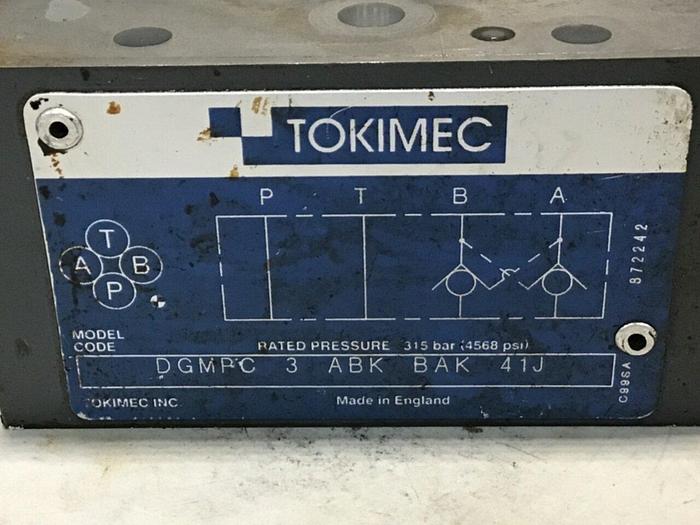 TOKIMEC
P T B A
T
A B
P
872242
MODEL
CODE
RATED PRESSURE 315 bar (4568 psi)
DGMPC 3 ABK BAK 41J
C99SA
TOKIMEC INC. Made in England